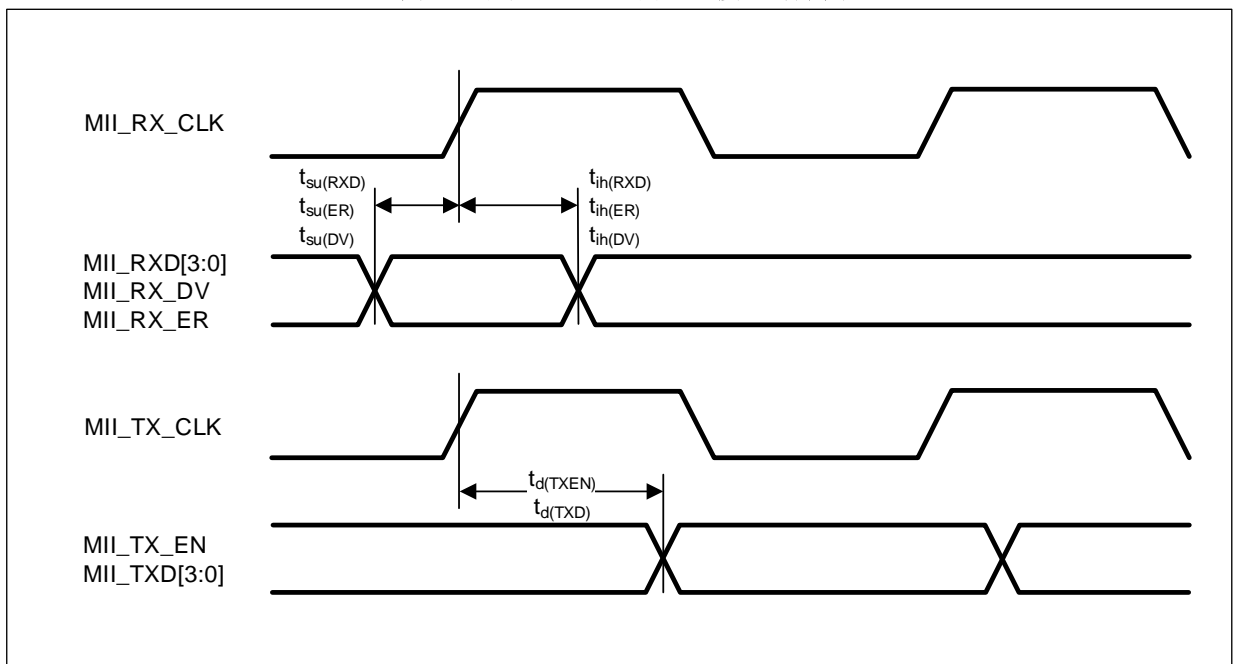 MII_RX_CLK
tsu(RXD)
tsu(ER)
tsu(DV)
tih(RXD)
tih(ER)
tih(DV)
MII_RXD[3:0]
MII_RX_DV
MII_RX_ER
MII_TX_CLK
td(TXEN)
td(TXD)
MII_TX_EN
MII_TXD[3:0]